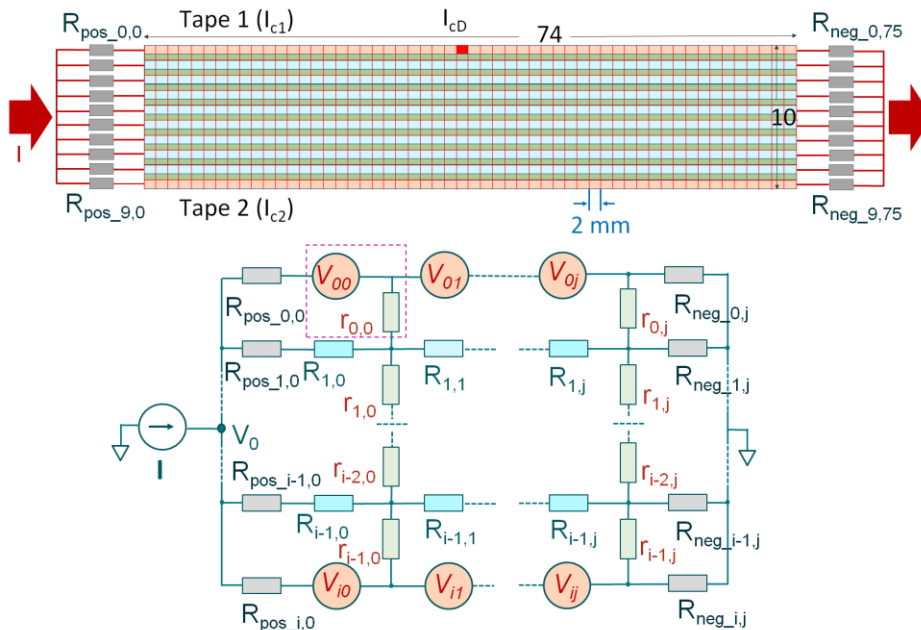 R_pos_0,0
Tape 1 (I_c1)
I_cD
74
R_neg_0,75
I
10
R_pos_9,0
Tape 2 (I_c2)
2 mm
R_neg_9,75
V_00
V_01
V_0j
R_pos_0,0
r_0,0
r_0,j
R_neg_0,j
R_pos_1,0
R_1,0
R_1,1
R_1,j
R_neg_1,j
r_1,0
r_1,j
V_0
I
R_pos_i-1,0
r_i-2,0
r_i-2,j
R_i-1,0
R_i-1,1
R_i-1,j
R_neg_i-1,j
r_i-1,0
r_i-1,j
V_i0
V_i1
V_ij
R_pos_i,0
R_neg_i,j